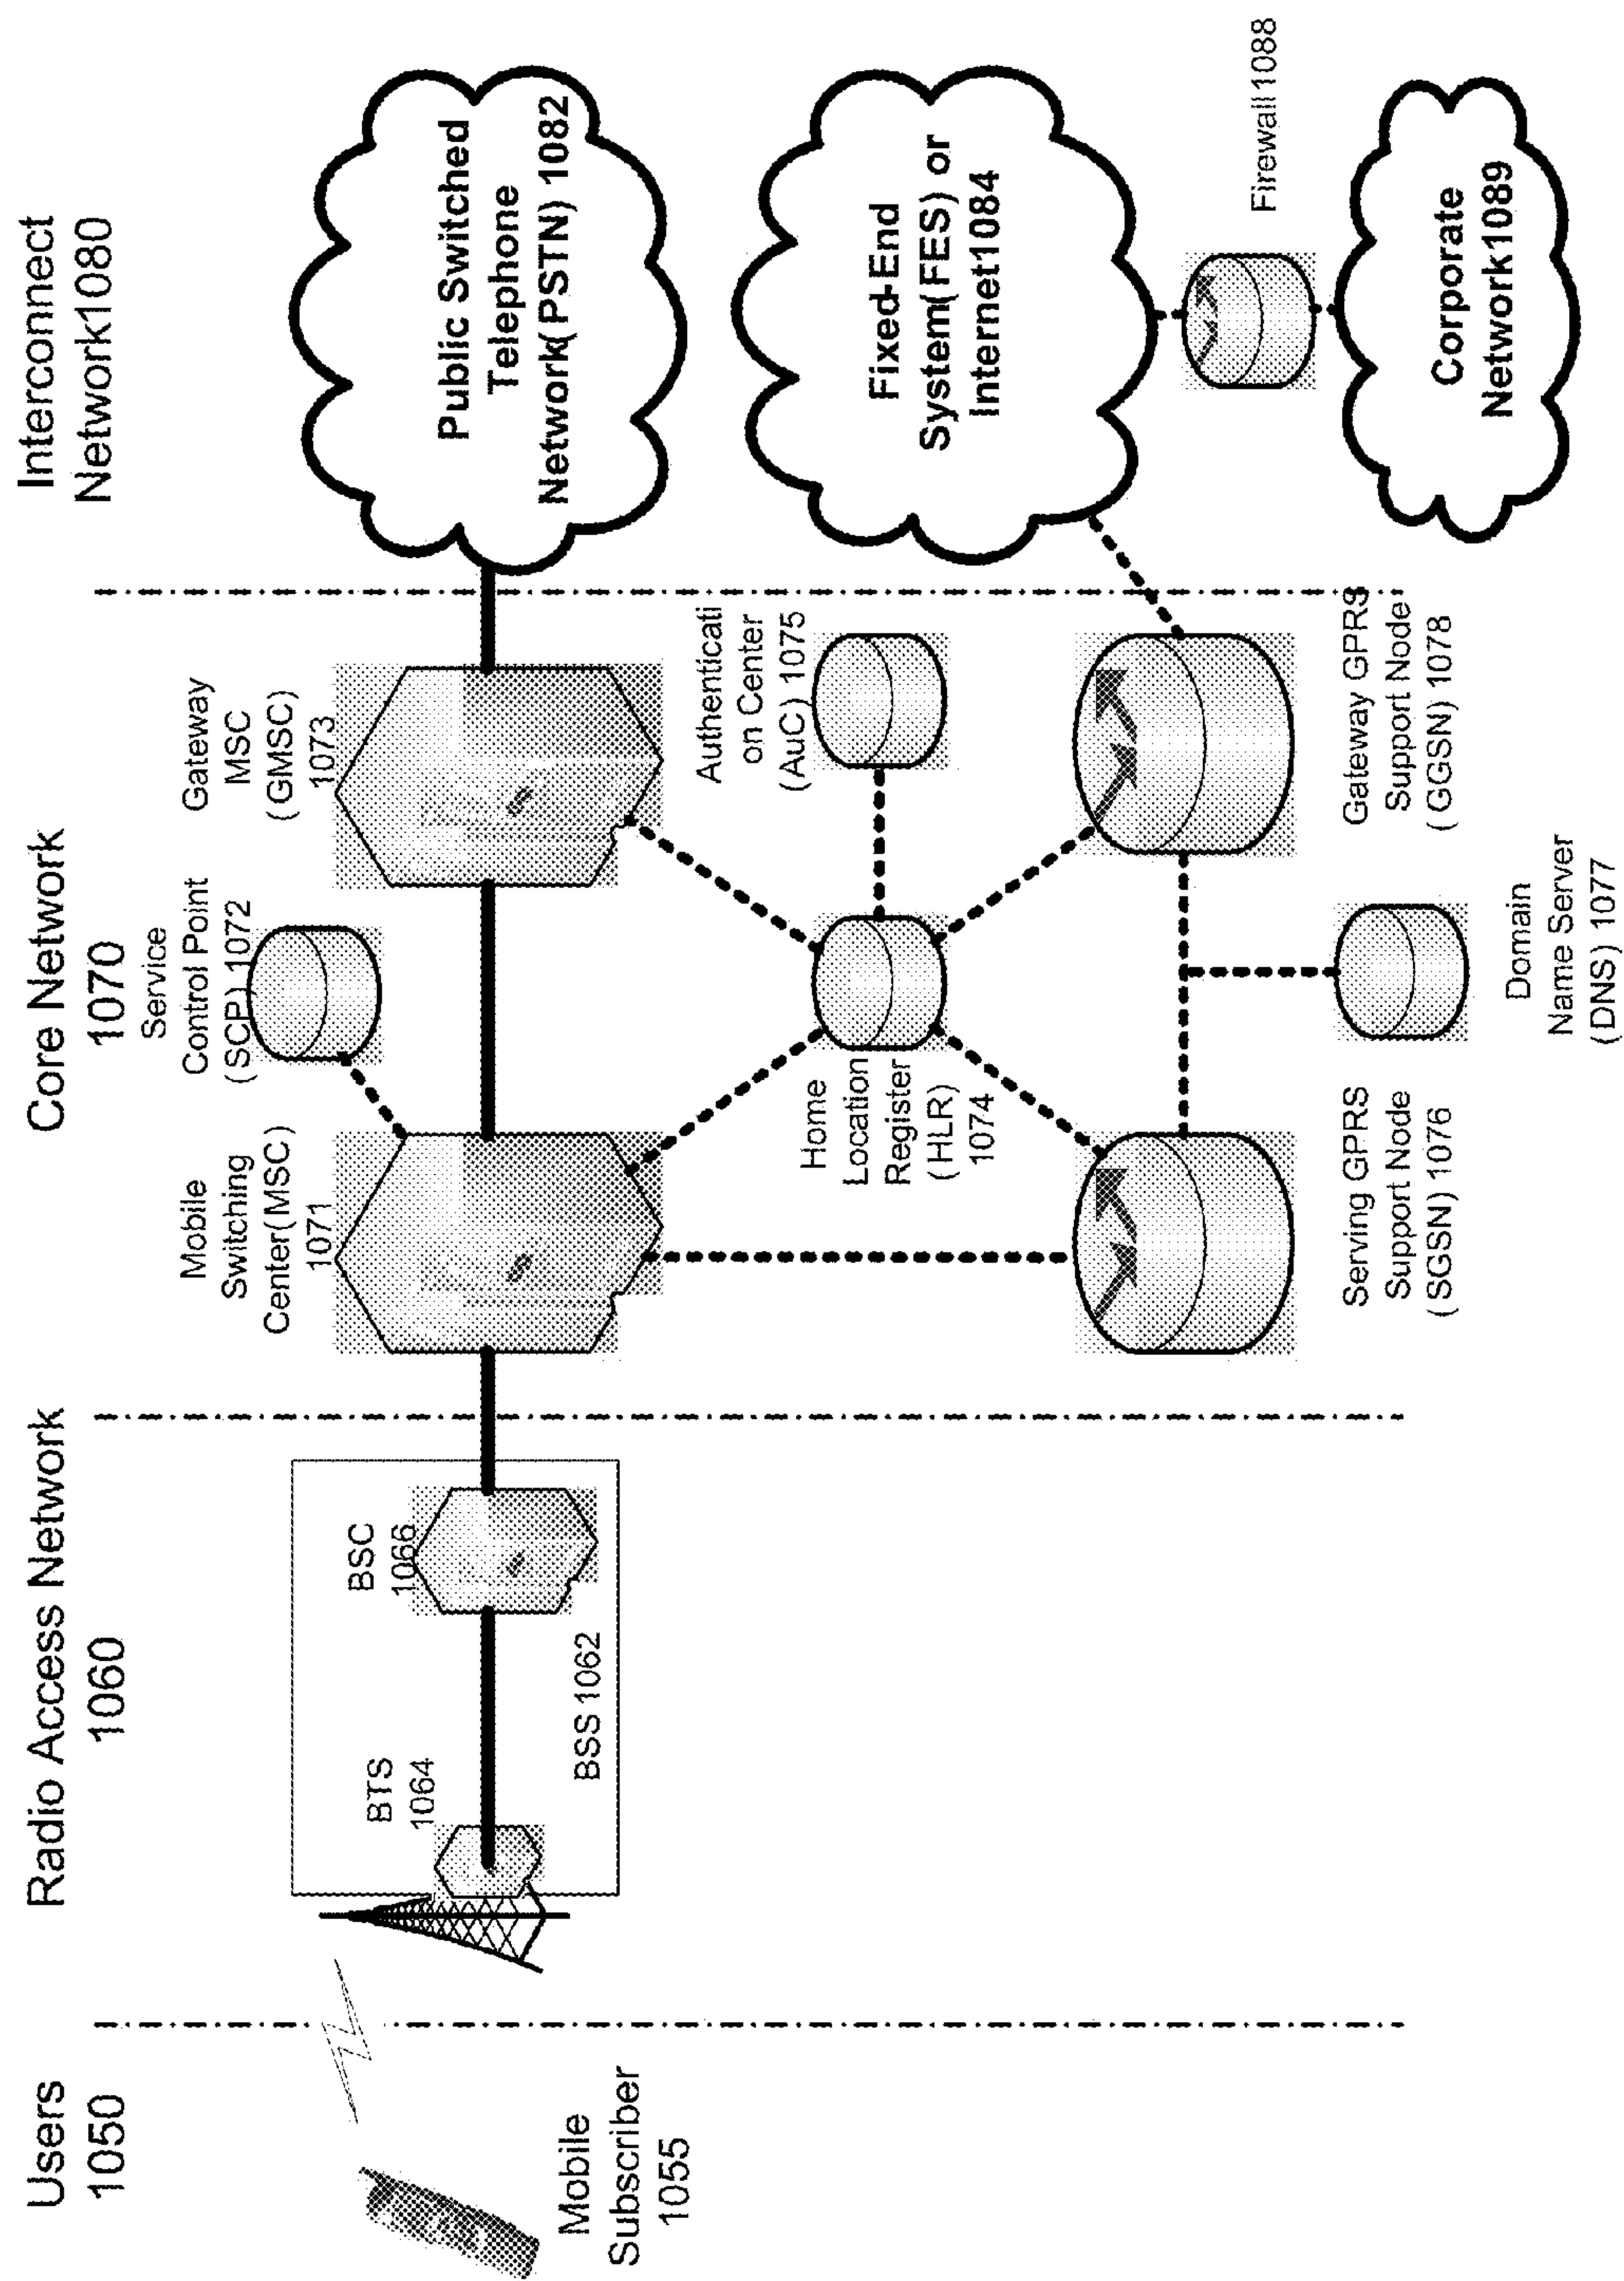 Users
1050
Radio Access Network
1060
Core Network
1070
Interconnect
Network1080
Mobile
Subscriber
1055
BTS
1064
BSC
1066
BSS 1062
Mobile
Switching
Center(MSC)
1071
Service
Control Point
(SCP) 1072
Gateway
MSC
(GMSC)
1073
Public Switched
Telephone
Network(PSTN) 1082
Home
Location
Register
(HLR)
1074
Authenticati
on Center
(AuC) 1075
Fixed-End
System(FES) or
Internet1084
Serving GPRS
Support Node
(SGSN) 1076
Domain
Name Server
(DNS) 1077
Gateway GPRS
Support Node
(GGSN) 1078
Firewall1088
Corporate
Network1089